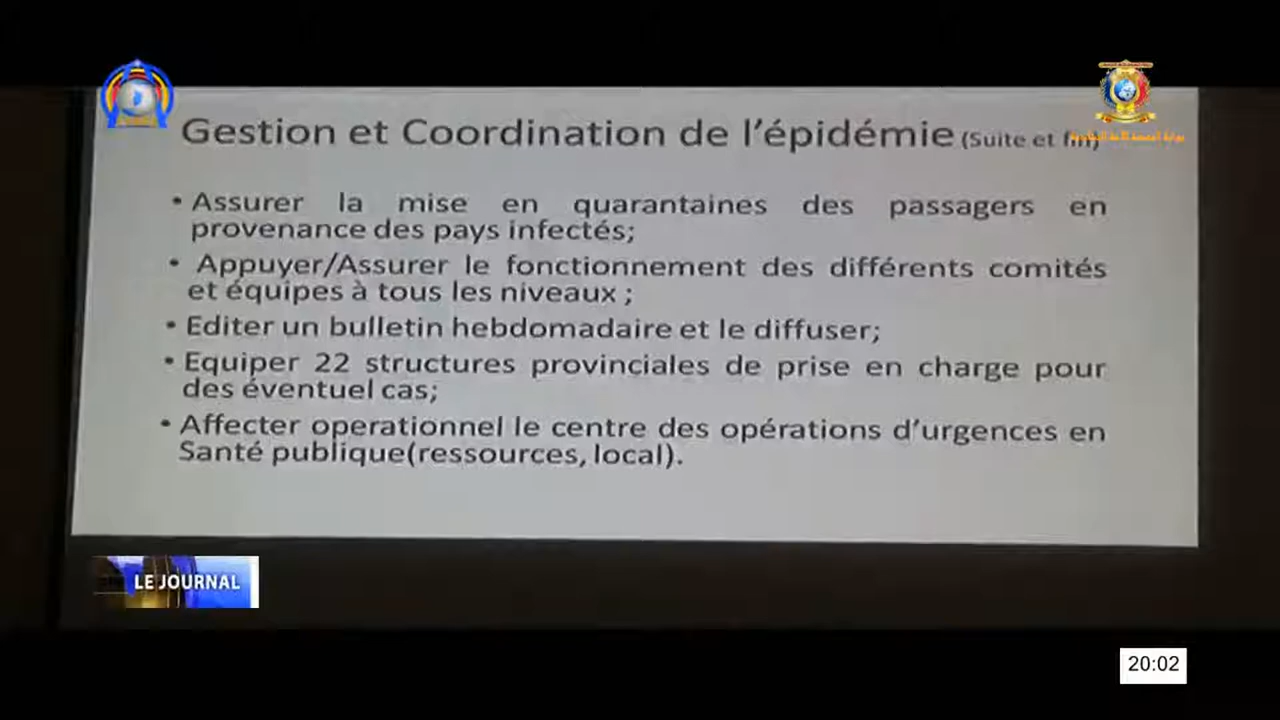 Gestion et Coordination de l'épidémie (Suite et fin)
• Assurer la mise en quarantaines des passagers en
provenance des pays infectés;
• Appuyer/Assurer le fonctionnement des différents comités
et équipes à tous les niveaux ;
• Editer un bulletin hebdomadaire et le diffuser;
• Equiper 22 structures provinciales de prise en charge pour
des éventuel cas;
• Affecter operationnel le centre des opérations d'urgences en
Santé publique(ressources, local).
LE JOURNAL
20:02